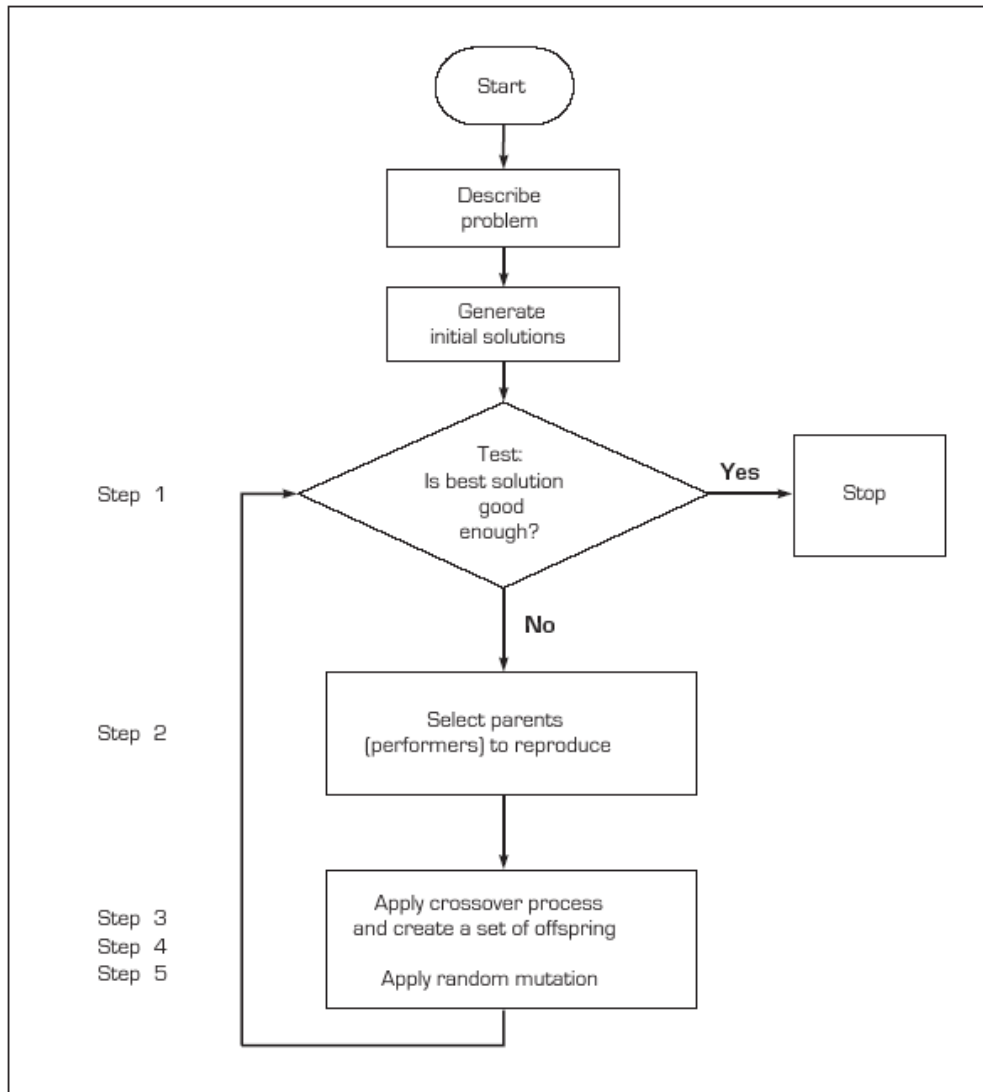 Start
Describe
problem
Generate
initial solutions
Test:
Is best solution
good
enough?
Yes
Stop
Step 1
No
Step 2
Select parents
(performers) to reproduce
Step 3
Step 4
Step 5
Apply crossover process
and create a set of offspring
Apply random mutation